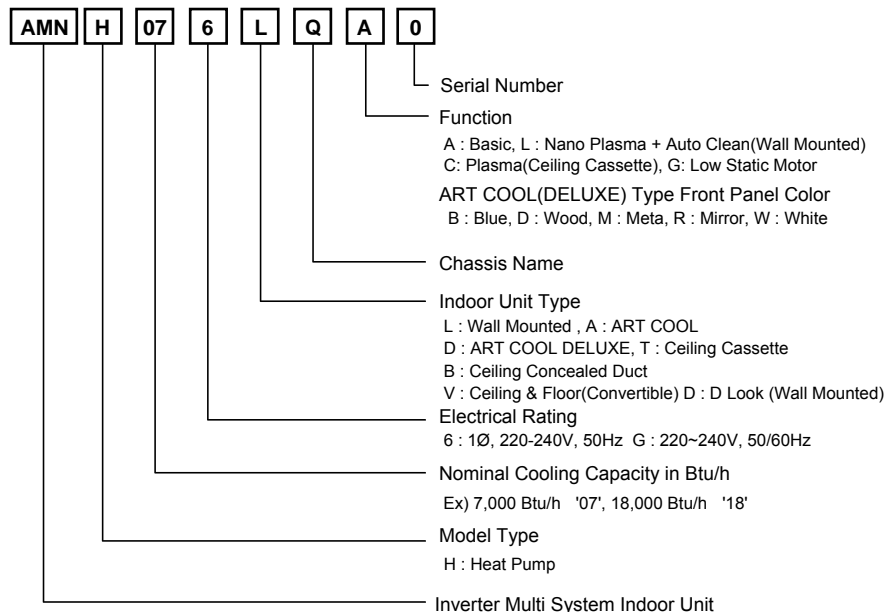 AMN H 07 6 L Q A 0
Serial Number
Function
A : Basic, L : Nano Plasma + Auto Clean(Wall Mounted)
C: Plasma(Ceiling Cassette), G: Low Static Motor
ART COOL(DELUXE) Type Front Panel Color
B : Blue, D : Wood, M : Meta, R : Mirror, W : White
Chassis Name
Indoor Unit Type
L : Wall Mounted , A : ART COOL
D : ART COOL DELUXE, T : Ceiling Cassette
B : Ceiling Concealed Duct
V : Ceiling & Floor(Convertible) D : D Look (Wall Mounted)
Electrical Rating
6 : 1Ø, 220-240V, 50Hz G : 220~240V, 50/60Hz
Nominal Cooling Capacity in Btu/h
Ex) 7,000 Btu/h '07', 18,000 Btu/h '18'
Model Type
H : Heat Pump
Inverter Multi System Indoor Unit